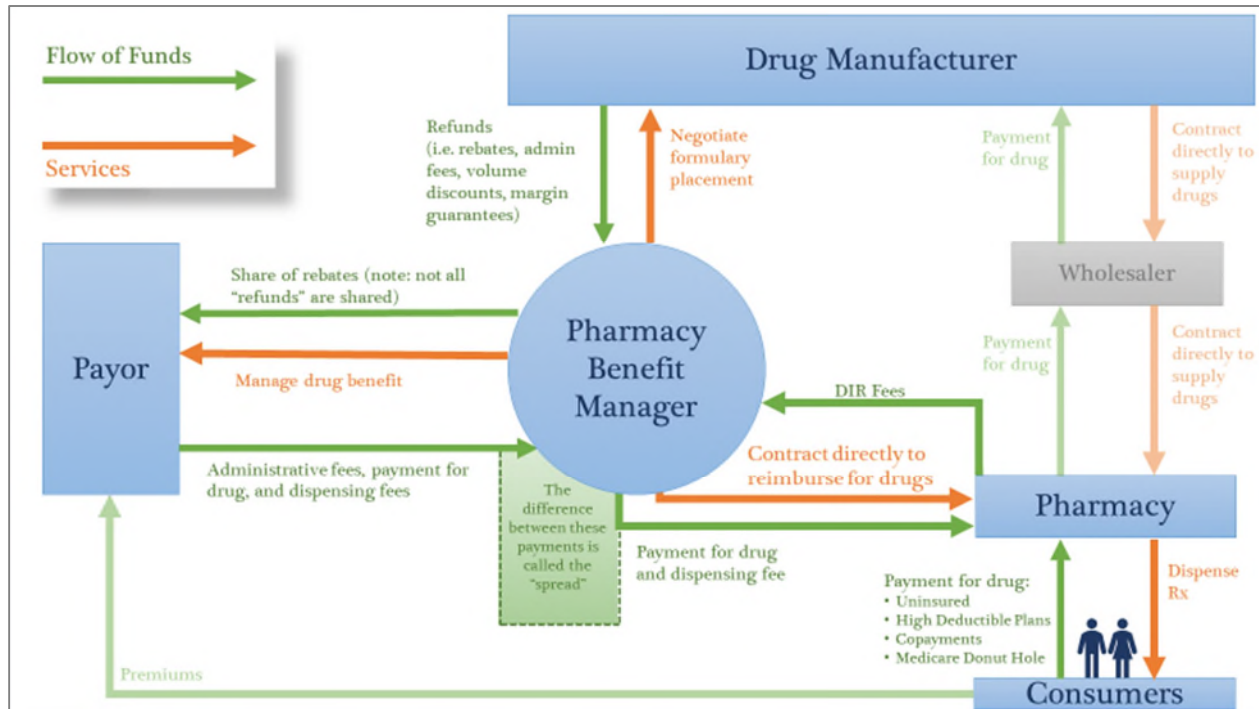 Flow of Funds
Services
Drug Manufacturer
Refunds
(i.e. rebates, admin
fees, volume
discounts, margin
guarantees)
Negotiate
formulary
placement
Payment
for drug
Contract
directly to
supply
drugs
Wholesaler
Share of rebates (note: not all
“refunds” are shared)
Payor
Manage drug benefit
Pharmacy
Benefit
Manager
Payment
for drug
Contract
directly to
supply
drugs
DIR Fees
Administrative fees, payment for
drug, and dispensing fees
The
difference
between these
payments is
called the
“spread”
Contract directly to
reimburse for drugs
Pharmacy
Payment for drug
and dispensing fee
Payment for drug:
• Uninsured
• High Deductible Plans
• Copayments
• Medicare Donut Hole
Dispense
Rx
Premiums
Consumers